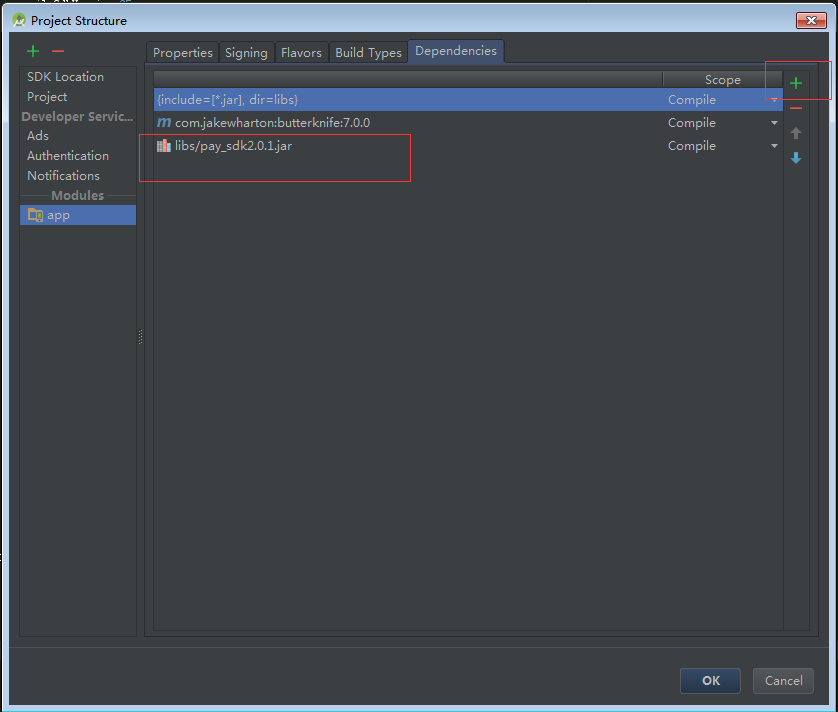 Project Structure
SDK Location
Project
Developer Servic...
Ads
Authentication
Notifications
Modules
app
Properties
Signing
Flavors
Build Types
Dependencies
Scope
{include=[*.jar], dir=libs}
Compile
m com.jakewharton:butterknife:7.0.0
Compile
libs/pay_sdk2.0.1.jar
Compile
OK
Cancel